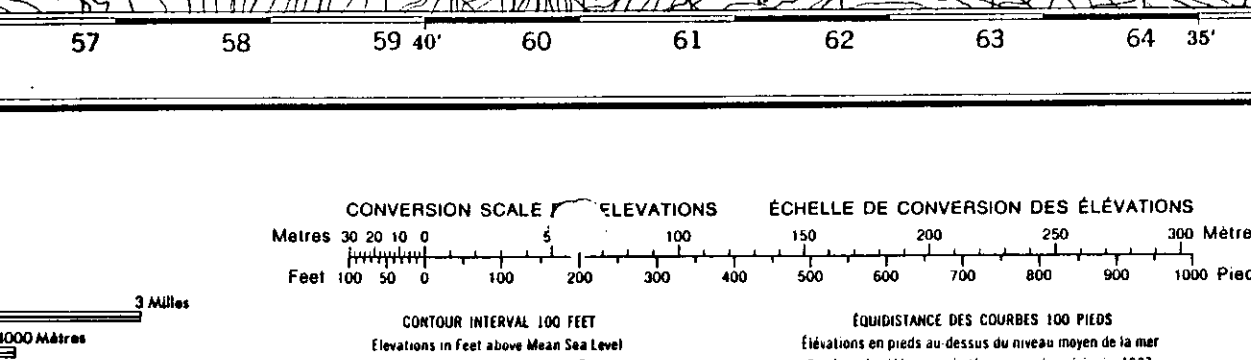 57 58 59 40' 60 61 62 63 64 35'
CONVERSION SCALE ELEVATIONS
ÉCHELLE DE CONVERSION DES ÉLÉVATIONS
Metres 30 20 10 0 5 100 150 200 250 300 Mètre
Feet 100 50 0 100 200 300 400 500 600 700 800 900 1000 Pied
3 Milles
4000 Mètres
CONTOUR INTERVAL 100 FEET
Elevations in Feet above Mean Sea Level
ÉQUIDISTANCE DES COURBES 100 PIEDS
Élévations en pieds au-dessus du niveau moyen de la mer